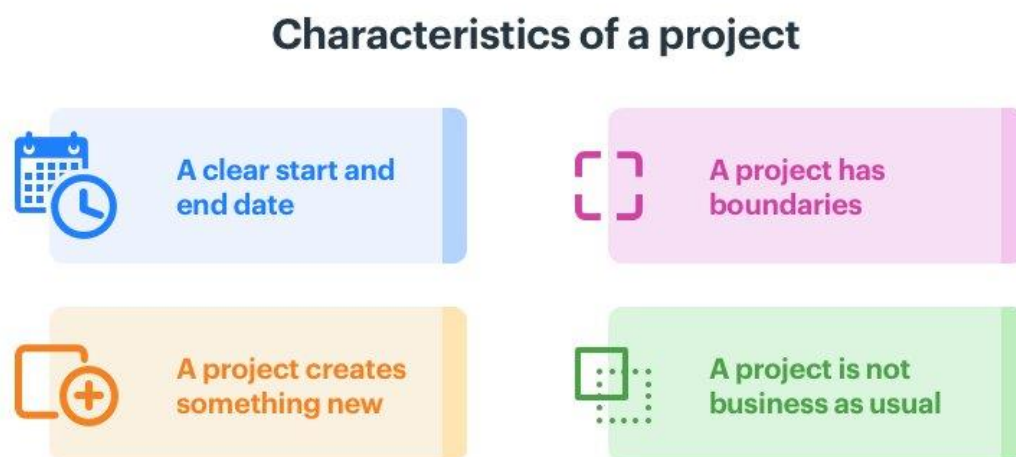 Characteristics of a project
A clear start and
end date
A project has
boundaries
A project creates
something new
A project is not
business as usual